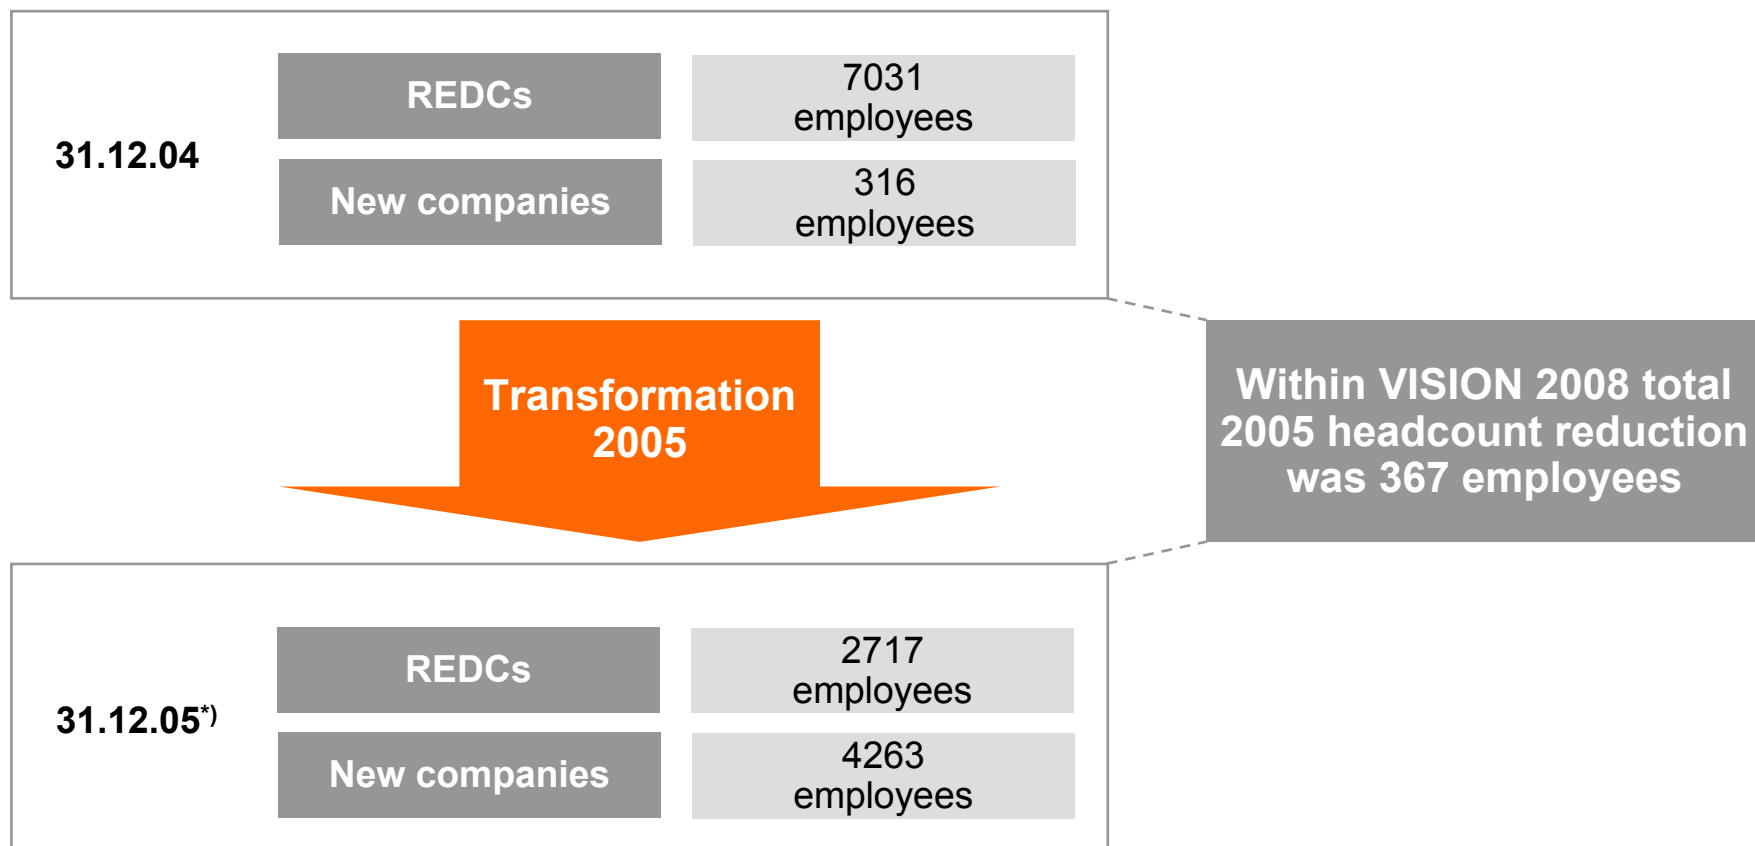 31.12.04
REDCs
7031
employees
New companies
316
employees
Transformation
2005
Within VISION 2008 total
2005 headcount reduction
was 367 employees
31.12.05*)
REDCs
2717
employees
New companies
4263
employees